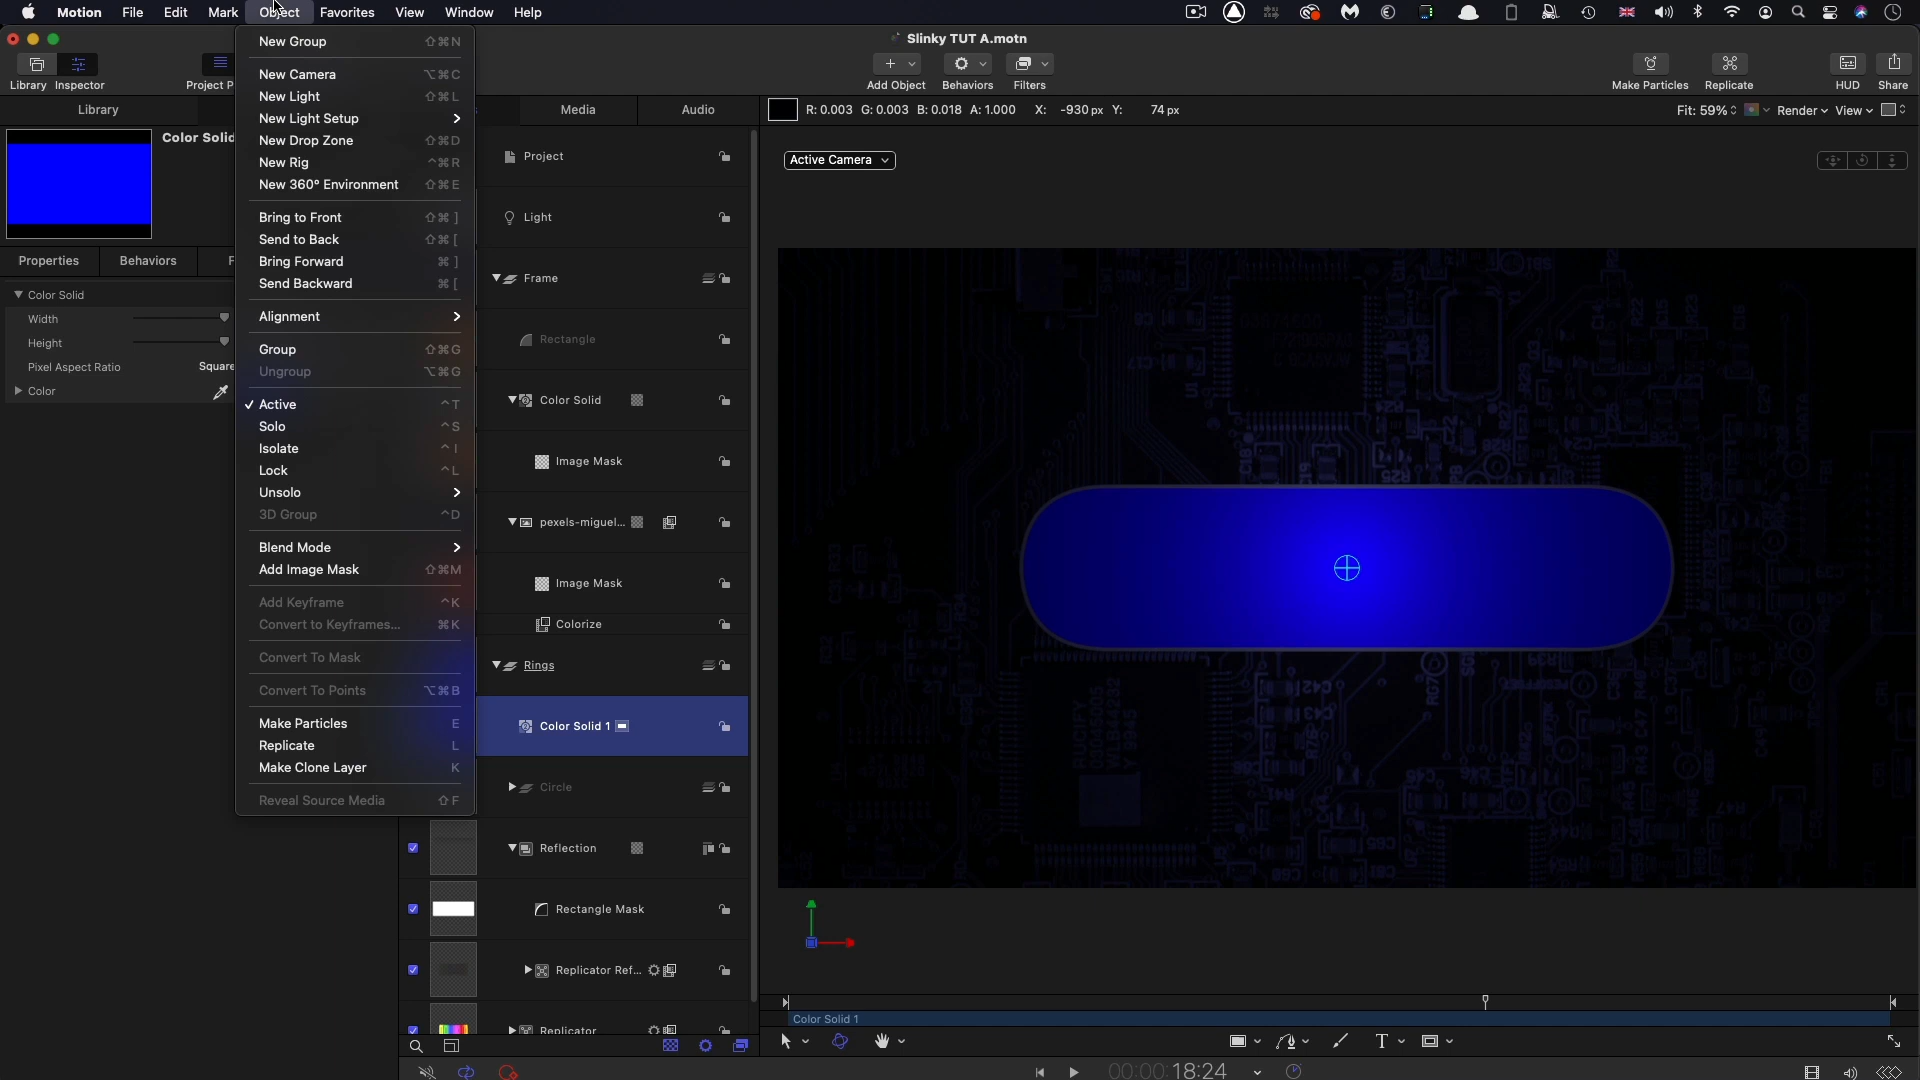 Motion File Edit Mark Object Favorites View Window Help
Slinky TUT A.motn
Library Inspector Project P
Add Object Behaviors Filters
Make Particles Replicate HUD Share
Library
Media Audio
R: 0.003 G: 0.003 B: 0.018 A: 1.000 X: -930 px Y: 74 px
Fit: 59% Render View
Color Solid
Properties Behaviors F
Color Solid
Width
Height
Pixel Aspect Ratio Square
Color
New Group ⇧⌘N
New Camera ⌥⌘C
New Light ⇧⌘L
New Light Setup
New Drop Zone ⇧⌘D
New Rig ^⌘R
New 360° Environment ⇧⌘E
Bring to Front ⇧⌘]
Send to Back ⇧⌘[
Bring Forward ⌘]
Send Backward ⌘[
Alignment
Group ⇧⌘G
Ungroup ⌥⌘G
✓ Active ^T
Solo ^S
Isolate ^I
Lock ^L
Unsolo
3D Group ^D
Blend Mode
Add Image Mask ⇧⌘M
Add Keyframe ^K
Convert to Keyframes... ⌘K
Convert To Mask
Convert To Points ⌥⌘B
Make Particles E
Replicate L
Make Clone Layer K
Reveal Source Media ⇧F
Project
Light
Frame
Rectangle
Color Solid
Image Mask
pexels-miguel...
Image Mask
Colorize
Rings
Color Solid 1
Circle
Reflection
Rectangle Mask
Replicator Ref...
Replicator
Active Camera
Color Solid 1
T
00:00:18:24